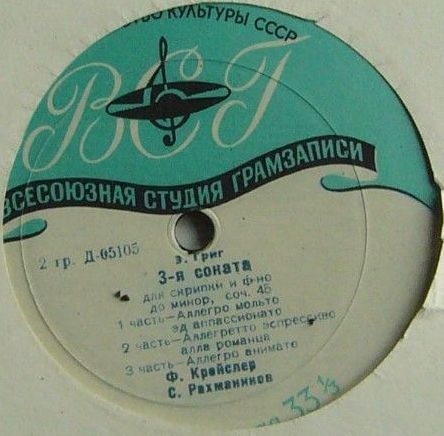 СТВО КУЛЬТУРЫ СССР
ВСГ
ВСЕСОЮЗНАЯ СТУДИЯ ГРАМЗАПИСИ
2 гр. Д-05105
Э. Григ
3-я соната
для скрипки и ф-но
до минор, соч. 45
1 часть—Аллегро мольто
эд аппассионато
2 часть—Аллегретто эспрессиво
алла романца
3 часть—Аллегро анимато
Ф. Крейслер
С. Рахманинов
33⅓